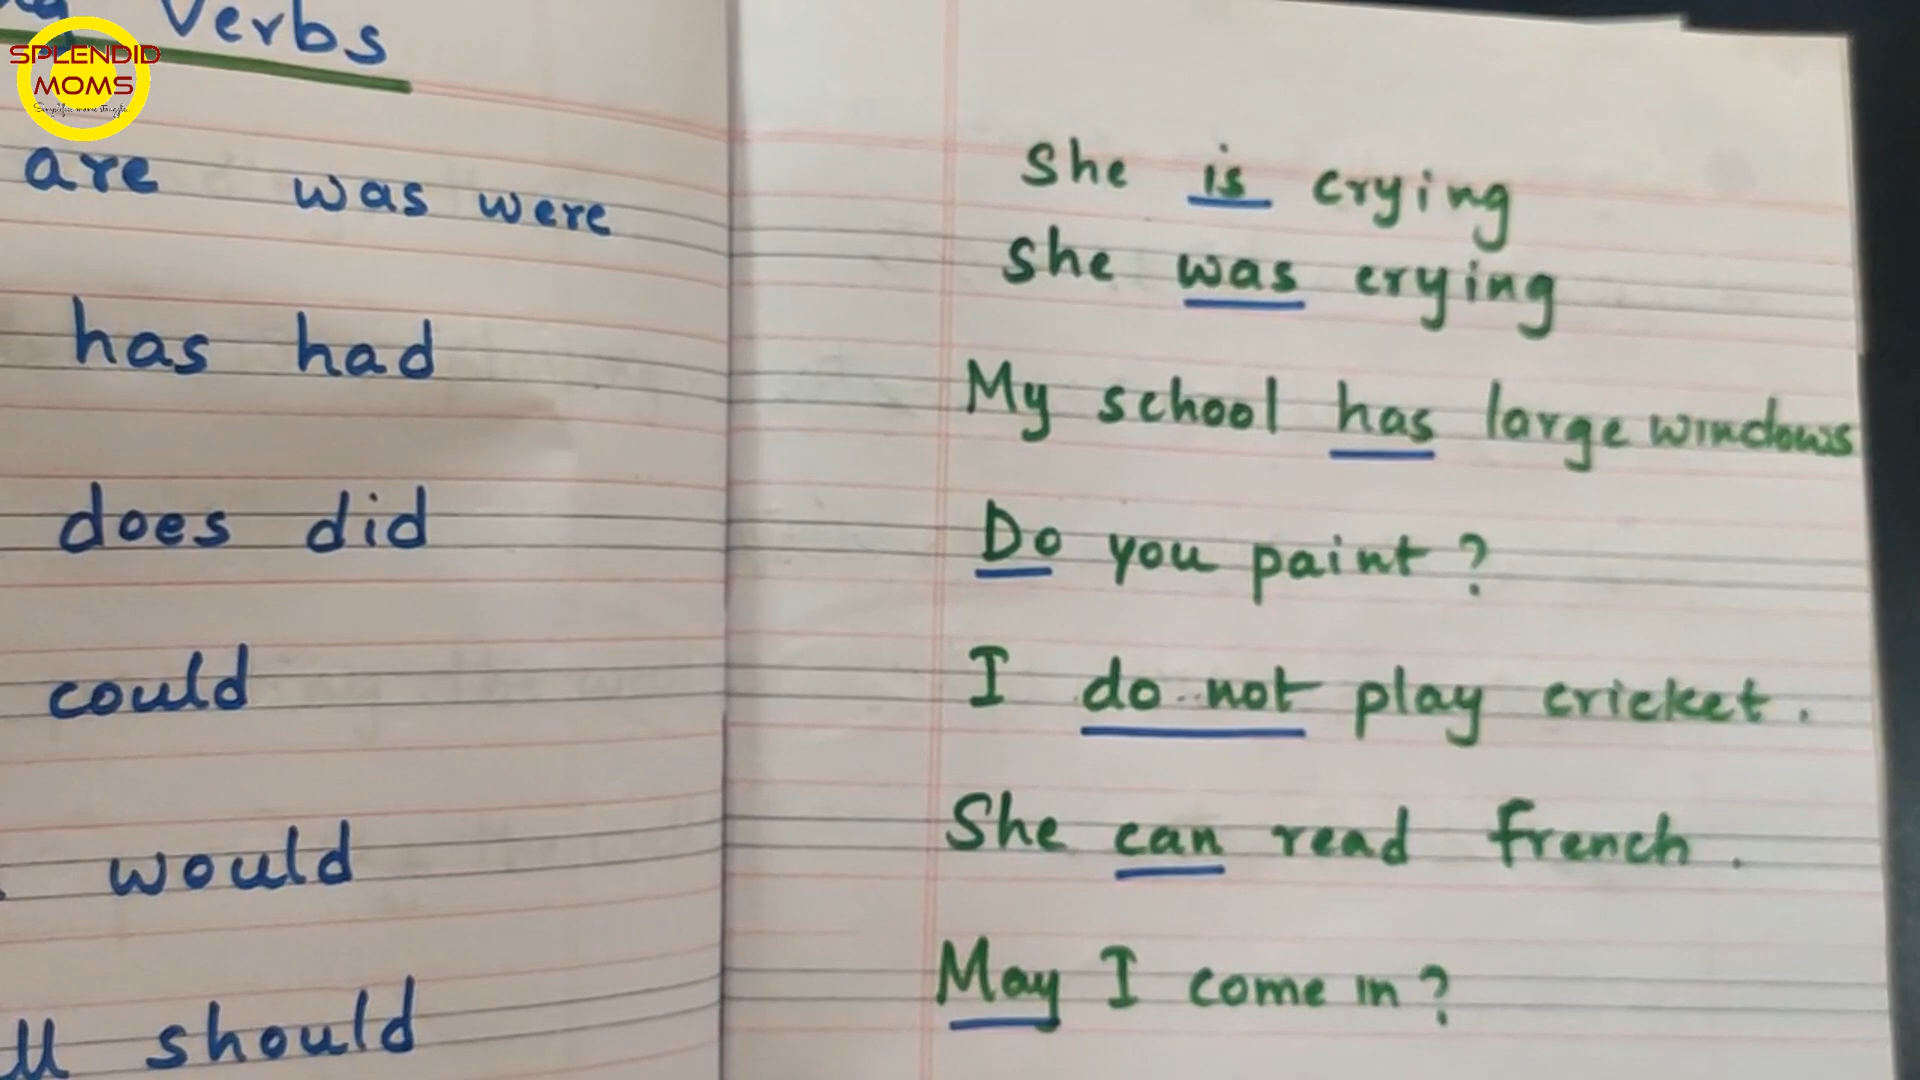 Verbs
SPLENDID
MOMS
are was were
has had
does did
could
would
should
She is crying
She was crying
My school has large windows
Do you paint?
I do not play cricket.
She can read french.
May I come in?